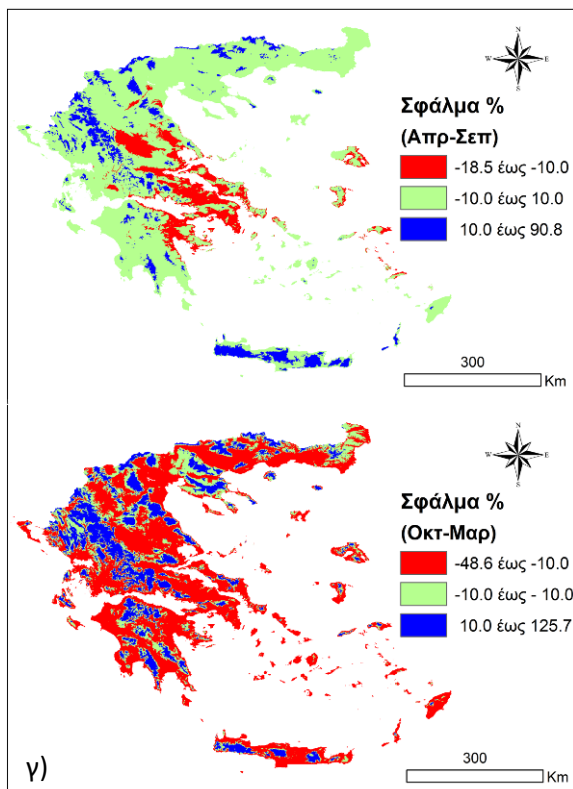 N
W E
S
Σφάλμα %
(Απρ-Σεπ)
-18.5 έως -10.0
-10.0 έως 10.0
10.0 έως 90.8
300
Km
N
W E
S
Σφάλμα %
(Οκτ-Μαρ)
-48.6 έως -10.0
-10.0 έως - 10.0
10.0 έως 125.7
300
Km
γ)